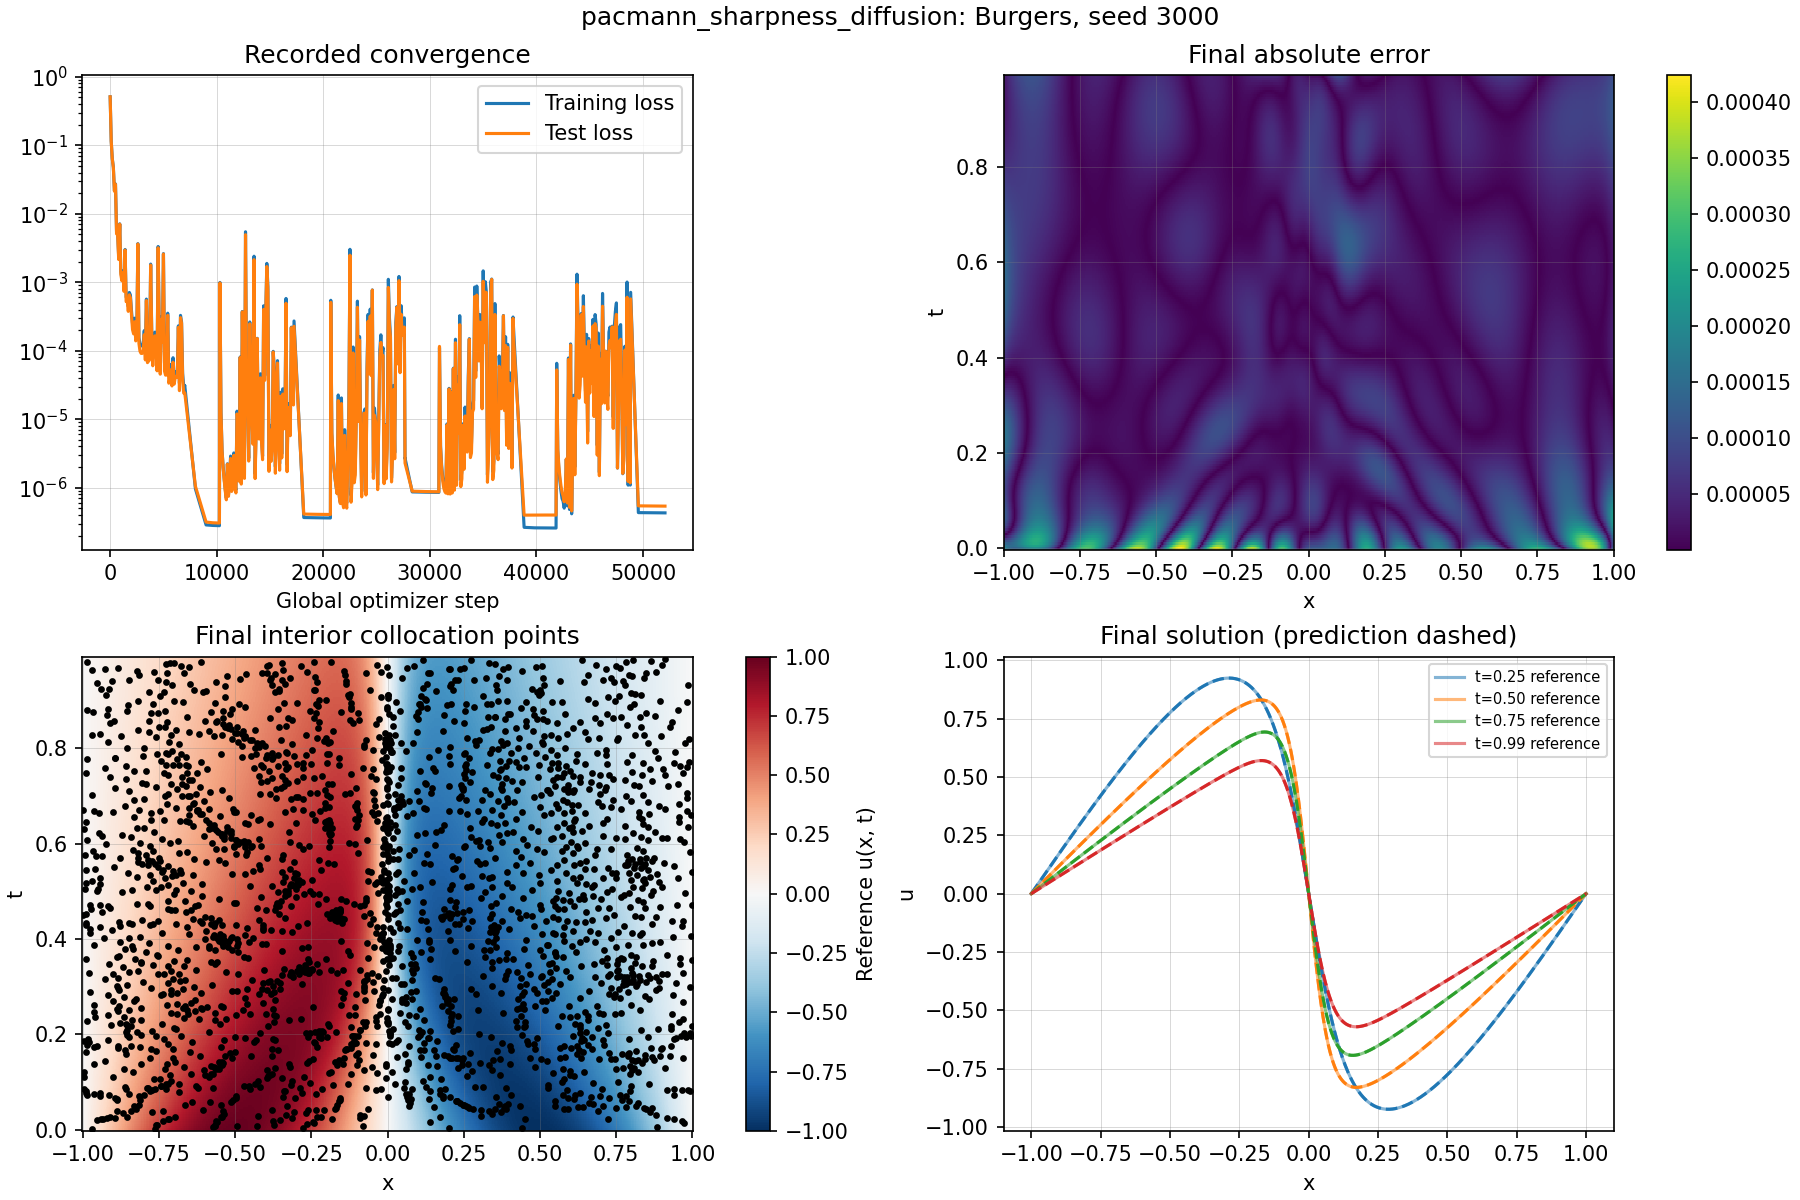 pacmann_sharpness_diffusion: Burgers, seed 3000
Recorded convergence
10⁰
10⁻¹
10⁻²
10⁻³
10⁻⁴
10⁻⁵
10⁻⁶
Training loss
Test loss
0 10000 20000 30000 40000 50000
Global optimizer step
Final absolute error
t
0.8
0.6
0.4
0.2
0.0
−1.00 −0.75 −0.50 −0.25 0.00 0.25 0.50 0.75 1.00
x
0.00040
0.00035
0.00030
0.00025
0.00020
0.00015
0.00010
0.00005
Final interior collocation points
t
0.8
0.6
0.4
0.2
0.0
−1.00 −0.75 −0.50 −0.25 0.00 0.25 0.50 0.75 1.00
x
1.00
0.75
0.50
0.25
0.00
−0.25
−0.50
−0.75
−1.00
Reference u(x, t)
Final solution (prediction dashed)
u
1.00
0.75
0.50
0.25
0.00
−0.25
−0.50
−0.75
−1.00
t=0.25 reference
t=0.50 reference
t=0.75 reference
t=0.99 reference
−1.00 −0.75 −0.50 −0.25 0.00 0.25 0.50 0.75 1.00
x